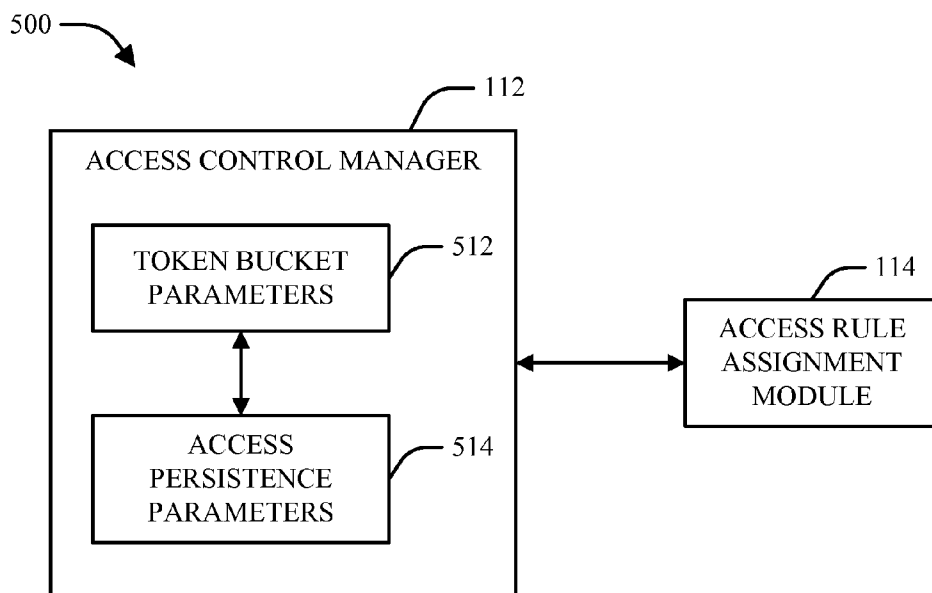 500
112
ACCESS CONTROL MANAGER
TOKEN BUCKET
PARAMETERS
512
114
ACCESS RULE
ASSIGNMENT
MODULE
ACCESS
PERSISTENCE
PARAMETERS
514